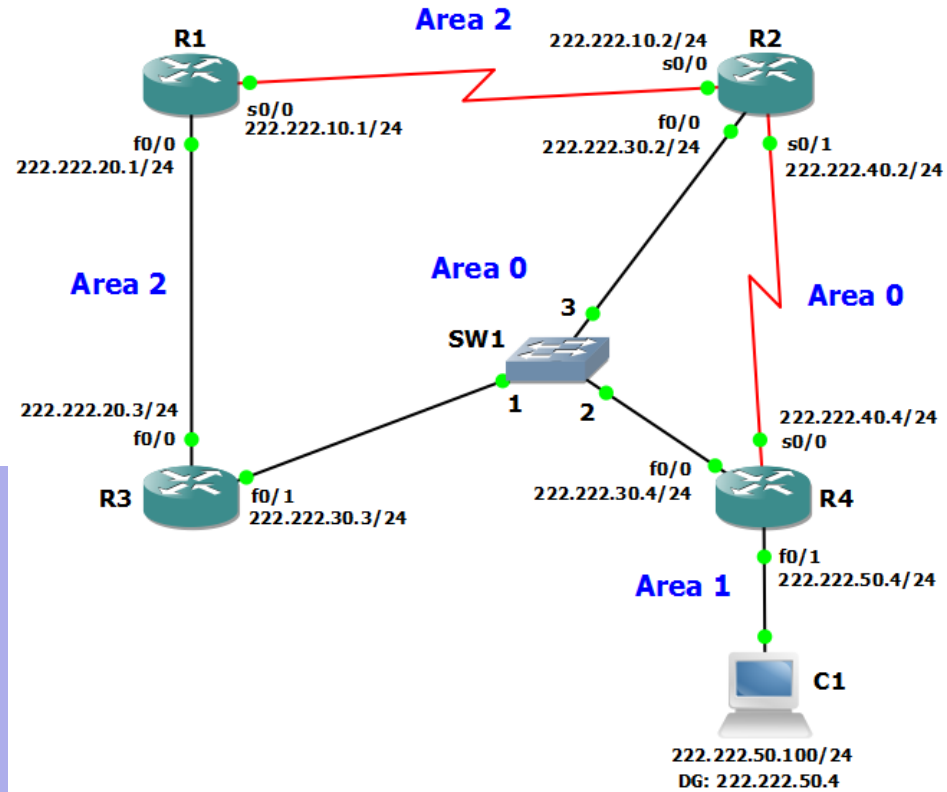 Area 2
R1
222.222.10.2/24
s0/0
R2
s0/0
222.222.10.1/24
f0/0
222.222.20.1/24
f0/0
222.222.30.2/24
s0/1
222.222.40.2/24
Area 2
Area 0
Area 0
3
SW1
1
2
222.222.20.3/24
f0/0
222.222.40.4/24
s0/0
R3
f0/1
222.222.30.3/24
f0/0
222.222.30.4/24
R4
Area 1
f0/1
222.222.50.4/24
C1
222.222.50.100/24
DG: 222.222.50.4